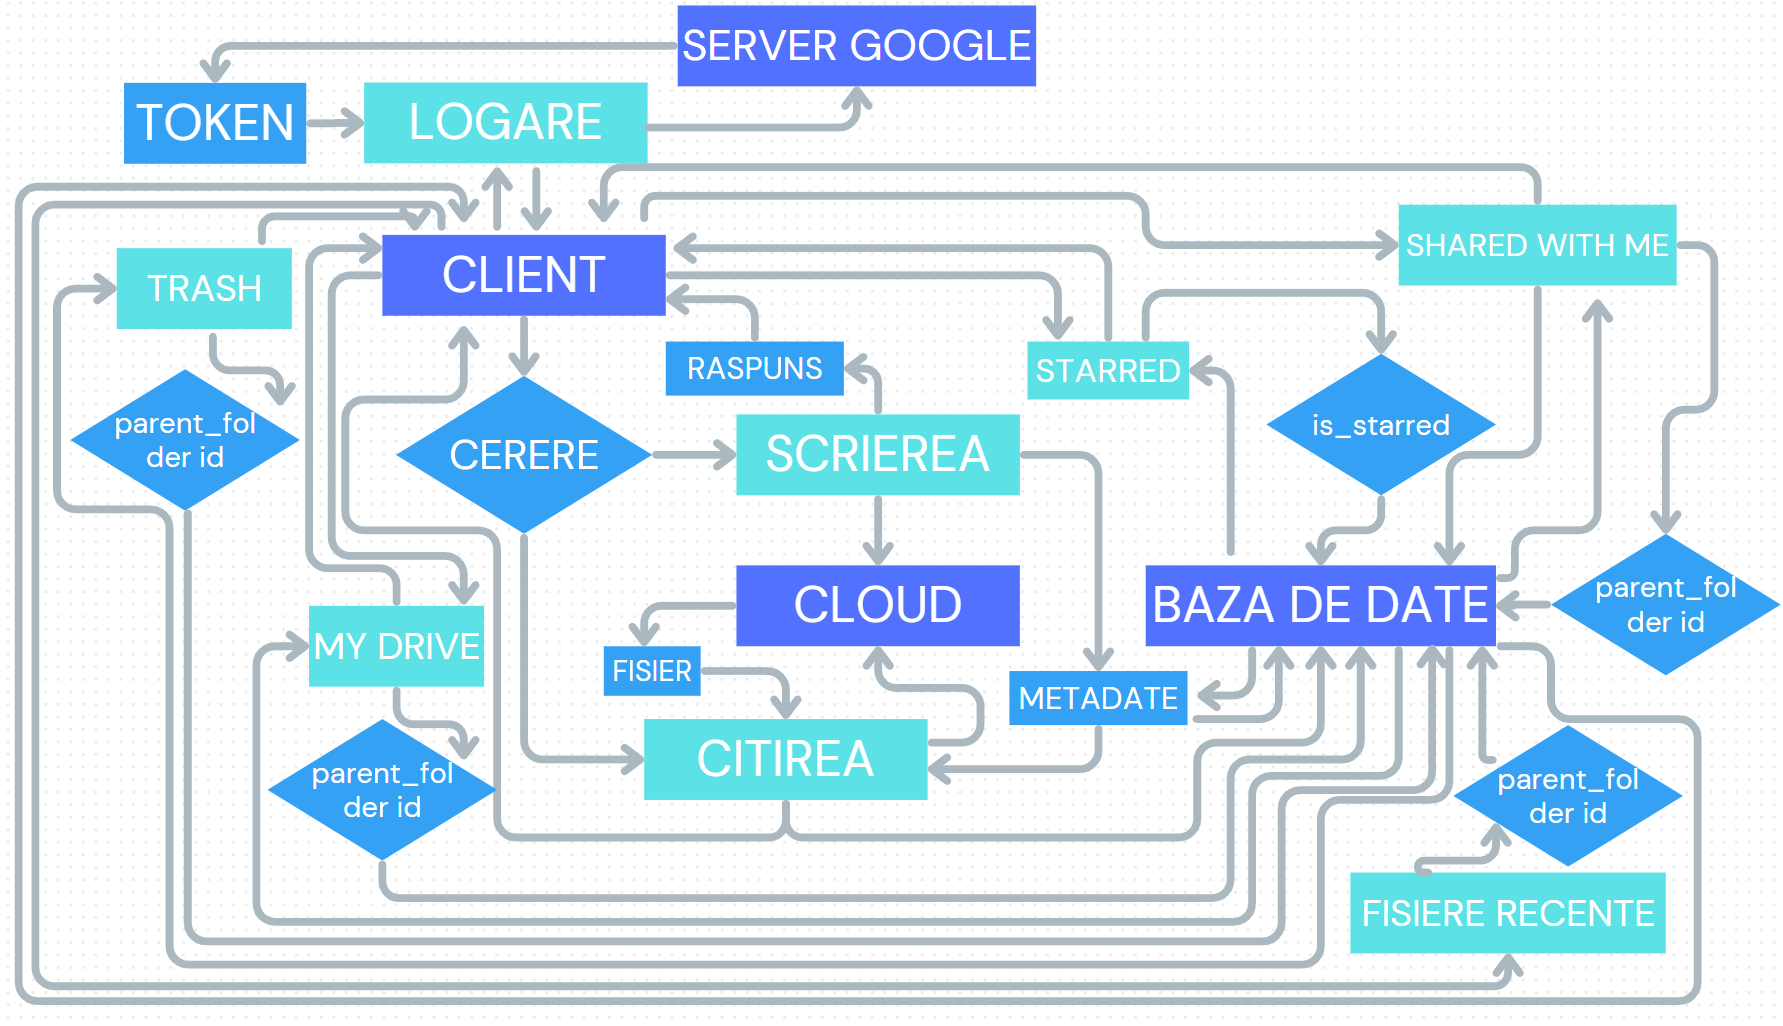 SERVER GOOGLE
TOKEN
LOGARE
SHARED WITH ME
TRASH
CLIENT
RASPUNS
STARRED
parent_fol
der id
CERERE
SCRIEREA
is_starred
CLOUD
BAZA DE DATE
parent_fol
der id
MY DRIVE
FISIER
METADATE
CITIREA
parent_fol
der id
parent_fol
der id
FISIERE RECENTE